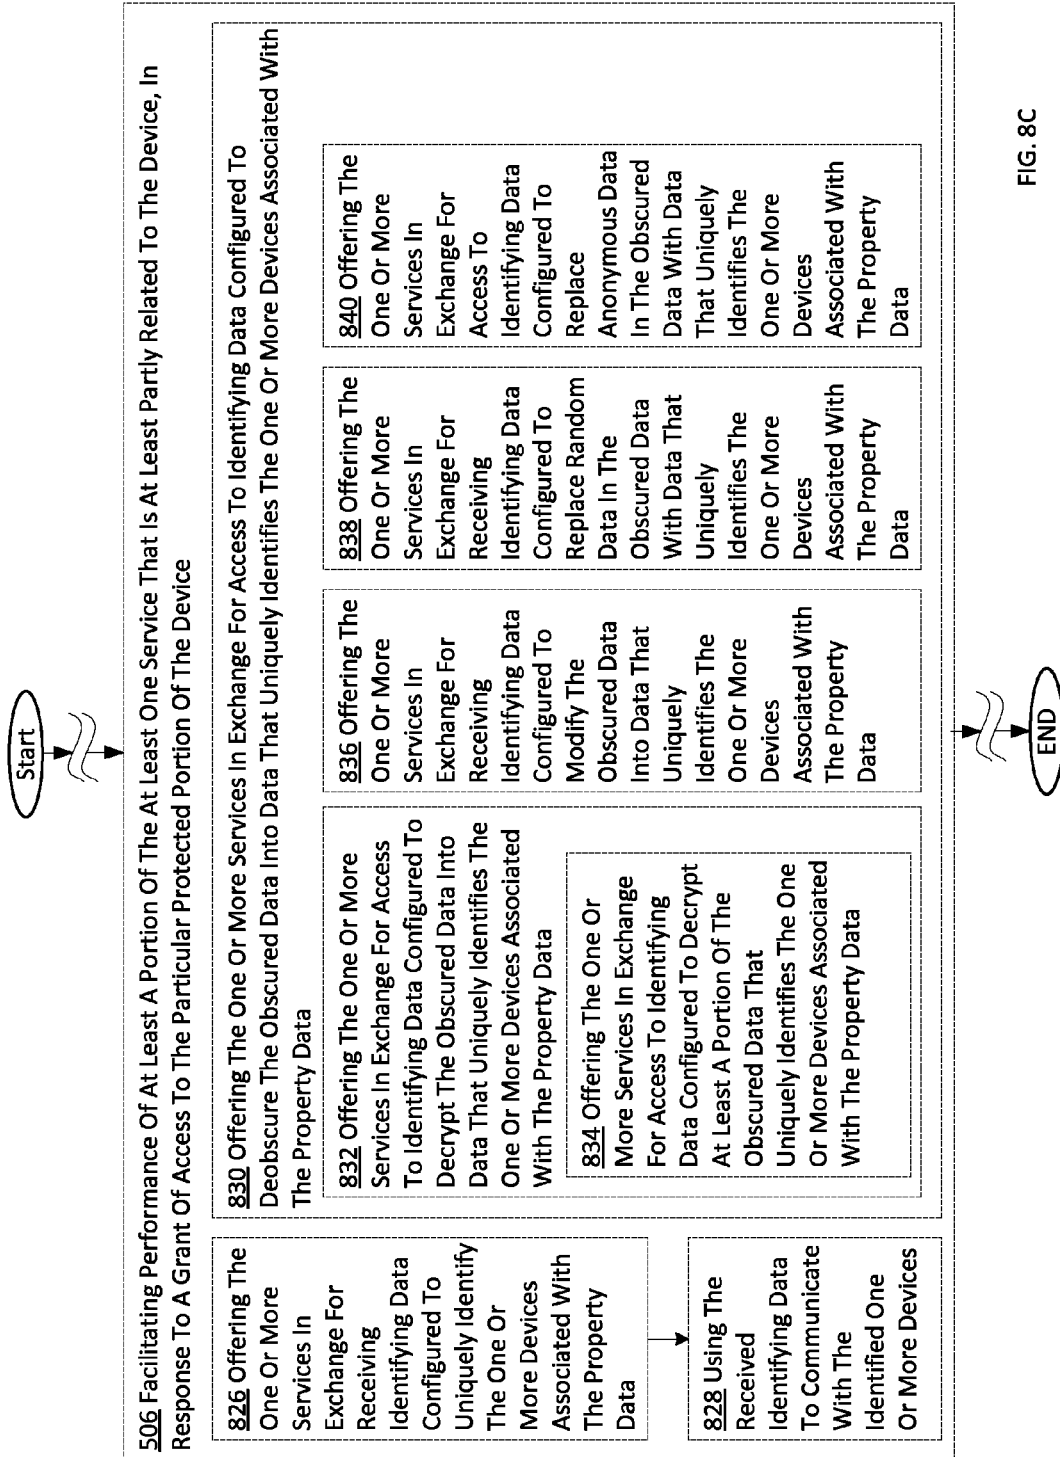 Start
506 Facilitating Performance Of At Least A Portion Of The At Least One Service That Is At Least Partly Related To The Device, In
Response To A Grant Of Access To The Particular Protected Portion Of The Device
826 Offering The
One Or More
Services In
Exchange For
Receiving
Identifying Data
Configured To
Uniquely Identify
The One Or
More Devices
Associated With
The Property
Data
828 Using The
Received
Identifying Data
To Communicate
With The
Identified One
Or More Devices
830 Offering The One Or More Services In Exchange For Access To Identifying Data Configured To
Deobscure The Obscured Data Into Data That Uniquely Identifies The One Or More Devices Associated With
The Property Data
832 Offering The One Or More
Services In Exchange For Access
To Identifying Data Configured To
Decrypt The Obscured Data Into
Data That Uniquely Identifies The
One Or More Devices Associated
With The Property Data
834 Offering The One Or
More Services In Exchange
For Access To Identifying
Data Configured To Decrypt
At Least A Portion Of The
Obscured Data That
Uniquely Identifies The One
Or More Devices Associated
With The Property Data
836 Offering The
One Or More
Services In
Exchange For
Receiving
Identifying Data
Configured To
Modify The
Obscured Data
Into Data That
Uniquely
Identifies The
One Or More
Devices
Associated With
The Property
Data
838 Offering The
One Or More
Services In
Exchange For
Receiving
Identifying Data
Configured To
Replace Random
Data In The
Obscured Data
With Data That
Uniquely
Identifies The
One Or More
Devices
Associated With
The Property
Data
840 Offering The
One Or More
Services In
Exchange For
Access To
Identifying Data
Configured To
Replace
Anonymous Data
In The Obscured
Data With Data
That Uniquely
Identifies The
One Or More
Devices
Associated With
The Property
Data
END
FIG. 8C